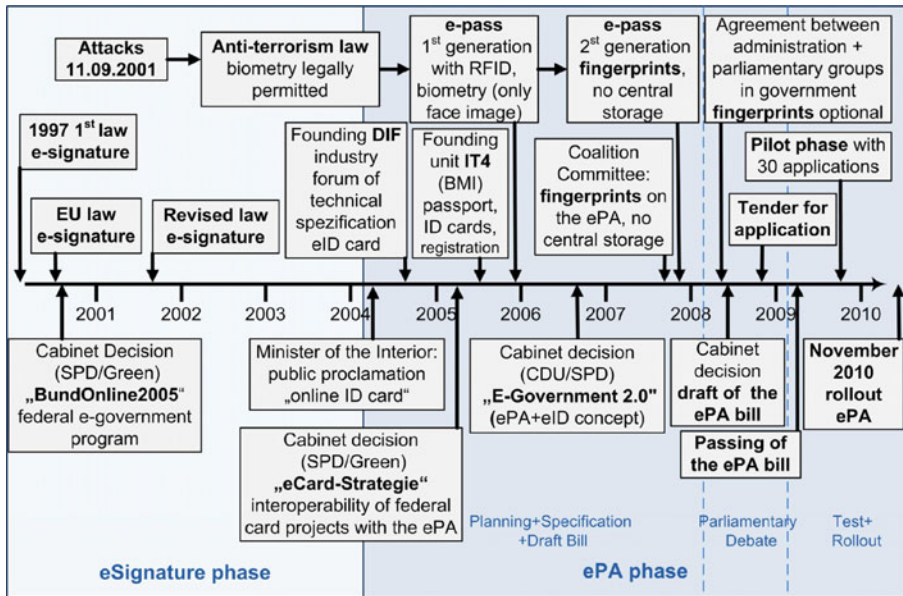 Attacks
11.09.2001
Anti-terrorism law
biometry legally
permitted
e-pass
1st generation
with RFID,
biometry (only
face image)
e-pass
2st generation
fingerprints,
no central
storage
Agreement between
administration +
parliamentary groups
in government
fingerprints optional
1997 1st law
e-signature
EU law
e-signature
Revised law
e-signature
Founding DIF
industry
forum of
technical
spezification
eID card
Founding
unit IT4
(BMI)
passport,
ID cards,
registration
Coalition
Committee:
fingerprints on
the ePA, no
central storage
Pilot phase with
30 applications
Tender for
application
2001
2002
2003
2004
2005
2006
2007
2008
2009
2010
Cabinet Decision
(SPD/Green)
„BundOnline2005“
federal e-government
program
Minister of the Interior:
public proclamation
„online ID card“
Cabinet decision
(SPD/Green)
„eCard-Strategie“
interoperability of federal
card projects with the ePA
Cabinet decision
(CDU/SPD)
„E-Government 2.0"
(ePA+eID concept)
Cabinet
decision
draft of the
ePA bill
Passing of
the ePA bill
November
2010
rollout
ePA
Planning+Specification
+Draft Bill
Parliamentary
Debate
Test+
Rollout
eSignature phase
ePA phase